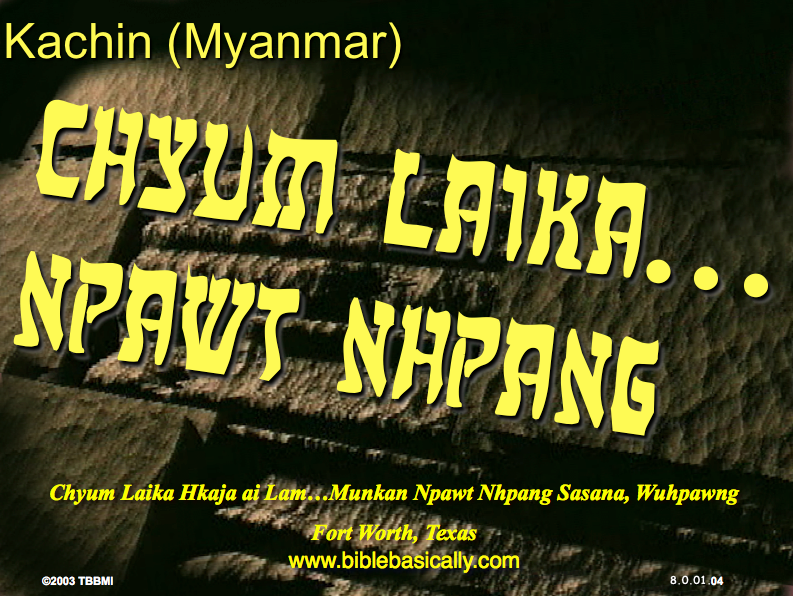 Kachin (Myanmar)
CHYUM LAIKA...
NPAWT NHPANG
Chyum Laika Hkaja ai Lam...Munkan Npawt Nhpang Sasana, Wuhpawng
Fort Worth, Texas
www.biblebasically.com
©2003 TBBMI
8.0.01.04